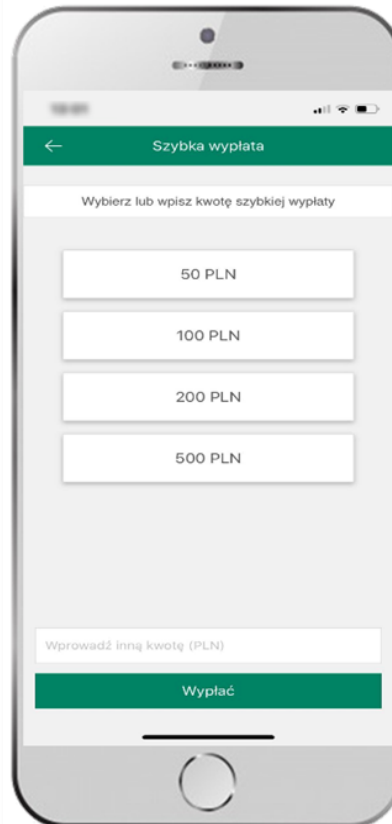 Szybka wypłata
Wybierz lub wpisz kwotę szybkiej wypłaty
50 PLN
100 PLN
200 PLN
500 PLN
Wprowadź inną kwotę (PLN)
Wypłać